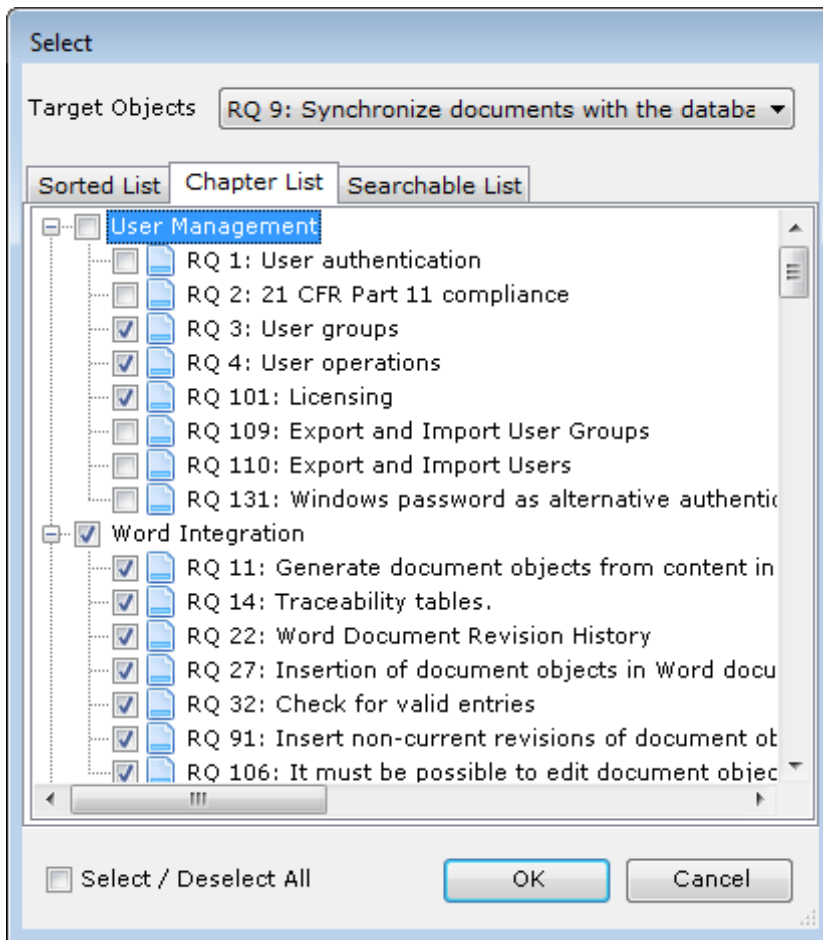 Select
Target Objects RQ 9: Synchronize documents with the databa
Sorted List Chapter List Searchable List
User Management
RQ 1: User authentication
RQ 2: 21 CFR Part 11 compliance
RQ 3: User groups
RQ 4: User operations
RQ 101: Licensing
RQ 109: Export and Import User Groups
RQ 110: Export and Import Users
RQ 131: Windows password as alternative authentic
Word Integration
RQ 11: Generate document objects from content in
RQ 14: Traceability tables.
RQ 22: Word Document Revision History
RQ 27: Insertion of document objects in Word docu
RQ 32: Check for valid entries
RQ 91: Insert non-current revisions of document ob
RQ 106: It must be possible to edit document objec
Select / Deselect All OK Cancel